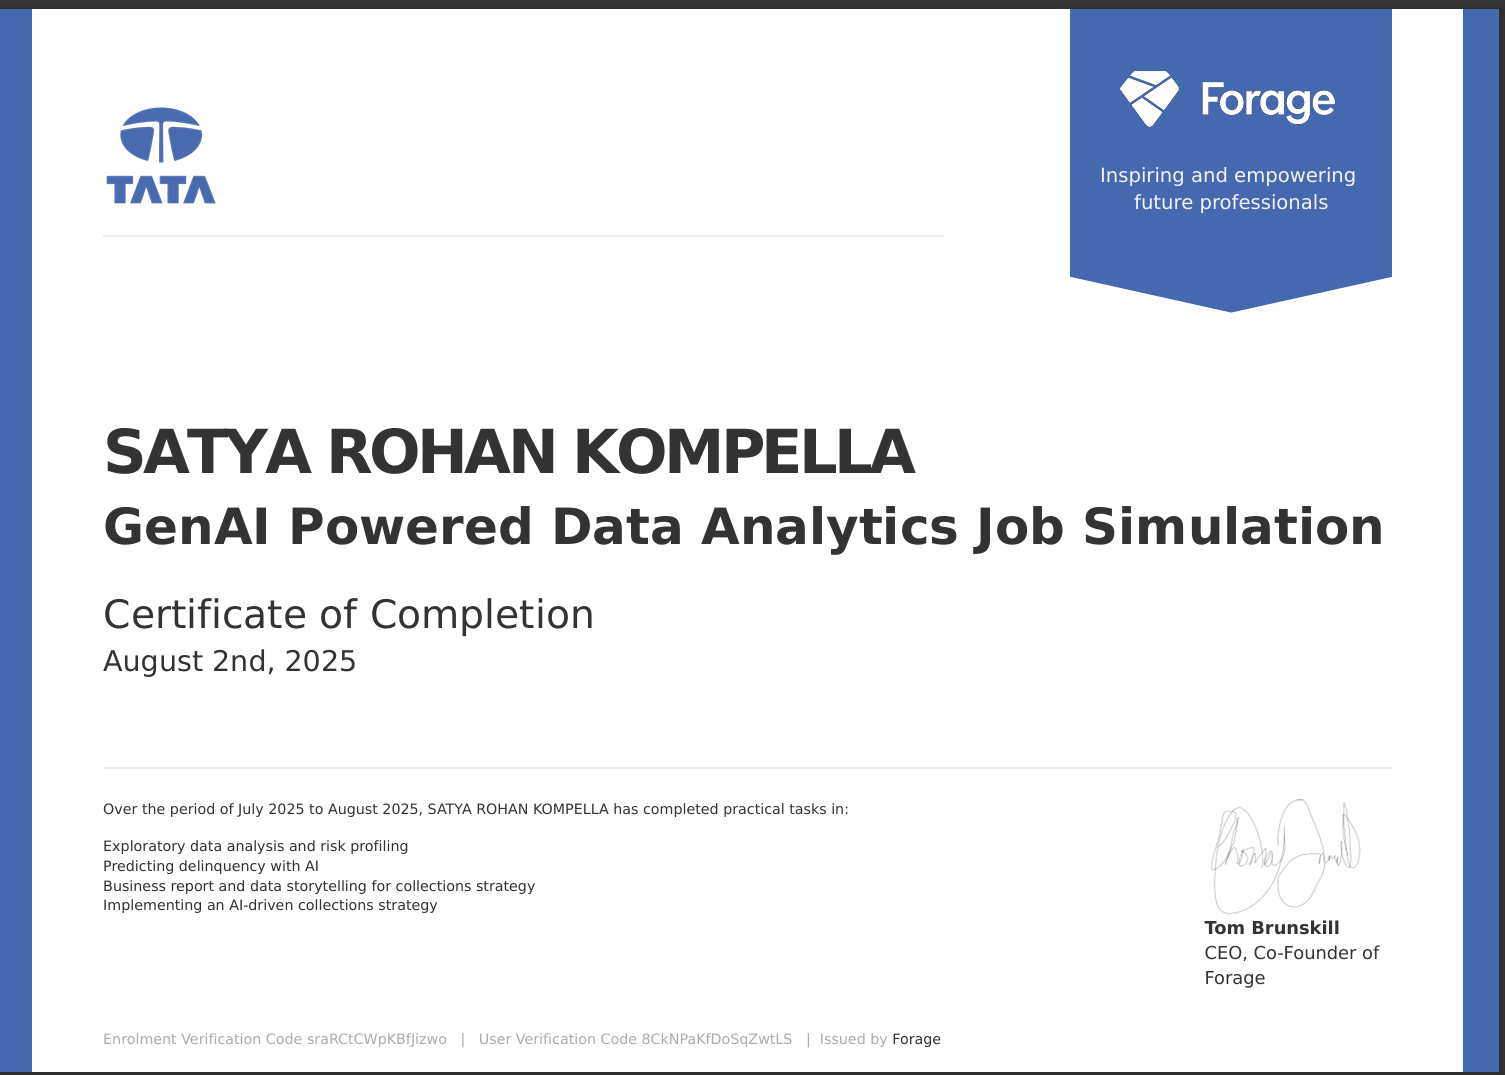 TATA
Forage
Inspiring and empowering
future professionals
SATYA ROHAN KOMPELLA
GenAI Powered Data Analytics Job Simulation
Certificate of Completion
August 2nd, 2025
Over the period of July 2025 to August 2025, SATYA ROHAN KOMPELLA has completed practical tasks in:
Exploratory data analysis and risk profiling
Predicting delinquency with AI
Business report and data storytelling for collections strategy
Implementing an AI-driven collections strategy
Tom Brunskill
CEO, Co-Founder of
Forage
Enrolment Verification Code sraRCtCWpKBfJizwo | User Verification Code 8CkNPaKfDoSqZwtLS | Issued by Forage